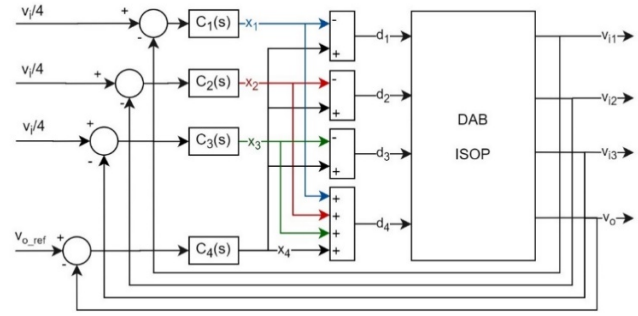 vi/4 + - C1(s) x1 - + d1 vi1
vi/4 + - C2(s) x2 - + d2 vi2
DAB
ISOP
vi/4 + - C3(s) x3 - + d3 vi3
+ + + + d4 vo
vo_ref + - C4(s) x4